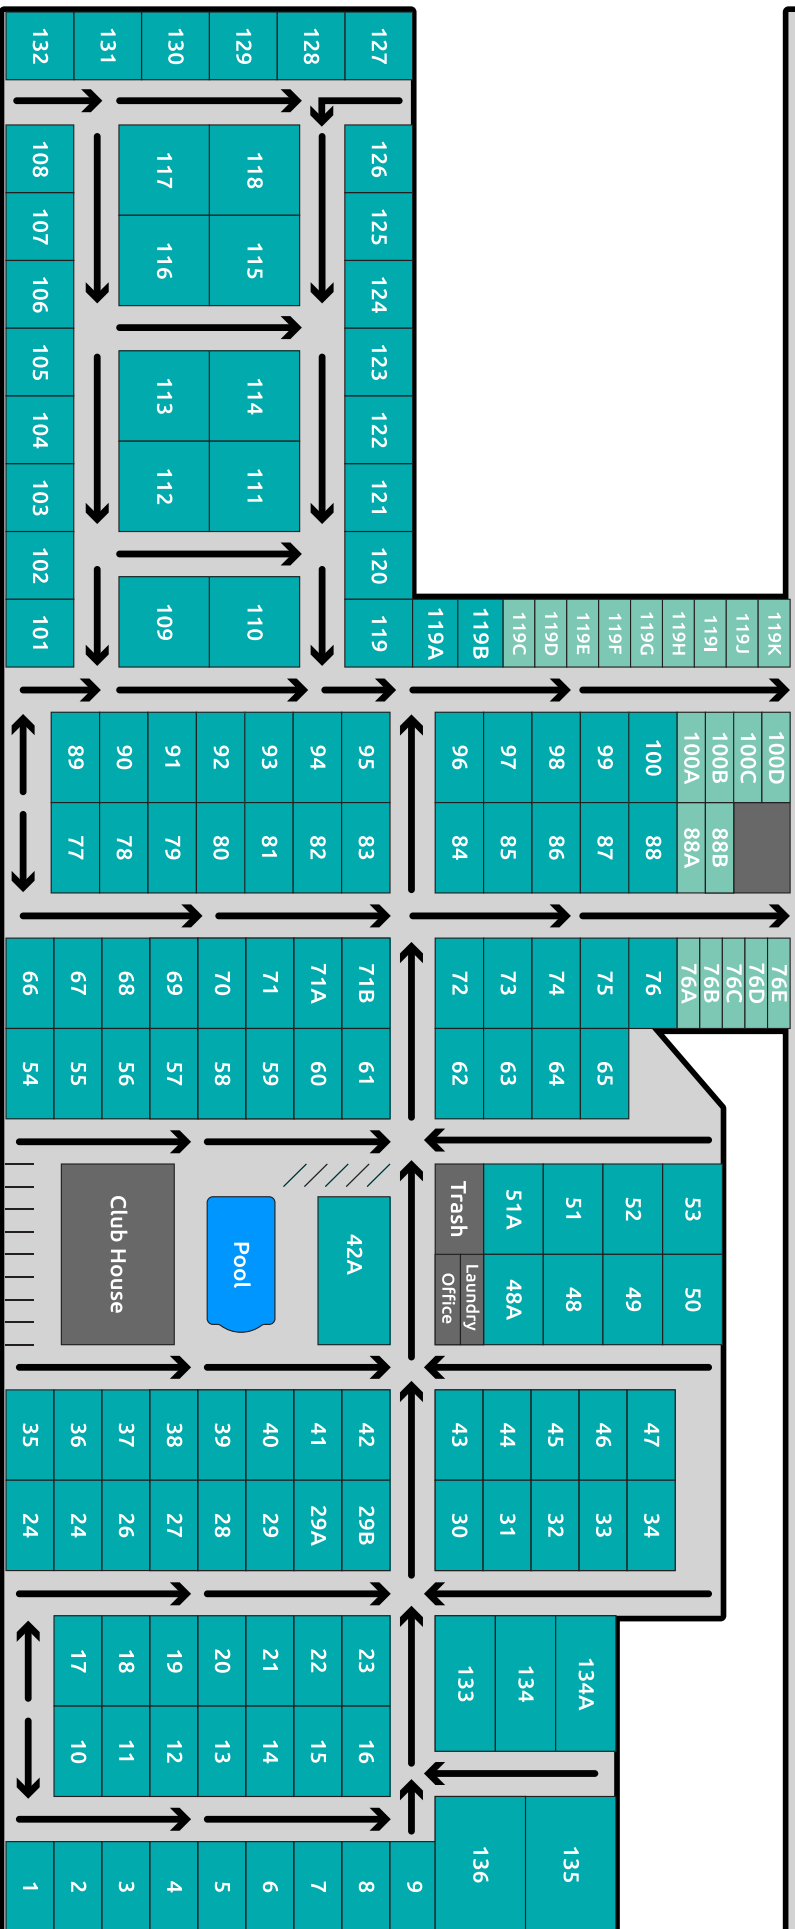 132 131 130 129 128 127
108 117 118 126
107 116 115 125
106 124
105 113 114 123
104 122
103 112 111 121
102 120
101 109 110 119 119A 119B 119C 119D 119E 119F 119G 119H 119I 119J 119K
89 90 91 92 93 94 95 96 97 98 99 100 100A 100B 100C 100D
77 78 79 80 81 82 83 84 85 86 87 88 88A 88B
66 67 68 69 70 71 71A 71B 72 73 74 75 76 76A 76B 76C 76D 76E
54 55 56 57 58 59 60 61 62 63 64 65
Club House
Pool
42A
Trash
51A 51 52 53
Office
Laundry
48A 48 49 50
35 36 37 38 39 40 41 42 43 44 45 46 47
24 24 26 27 28 29 29A 29B 30 31 32 33 34
17 18 19 20 21 22 23 133 134 134A
10 11 12 13 14 15 16
1 2 3 4 5 6 7 8 9 136 135